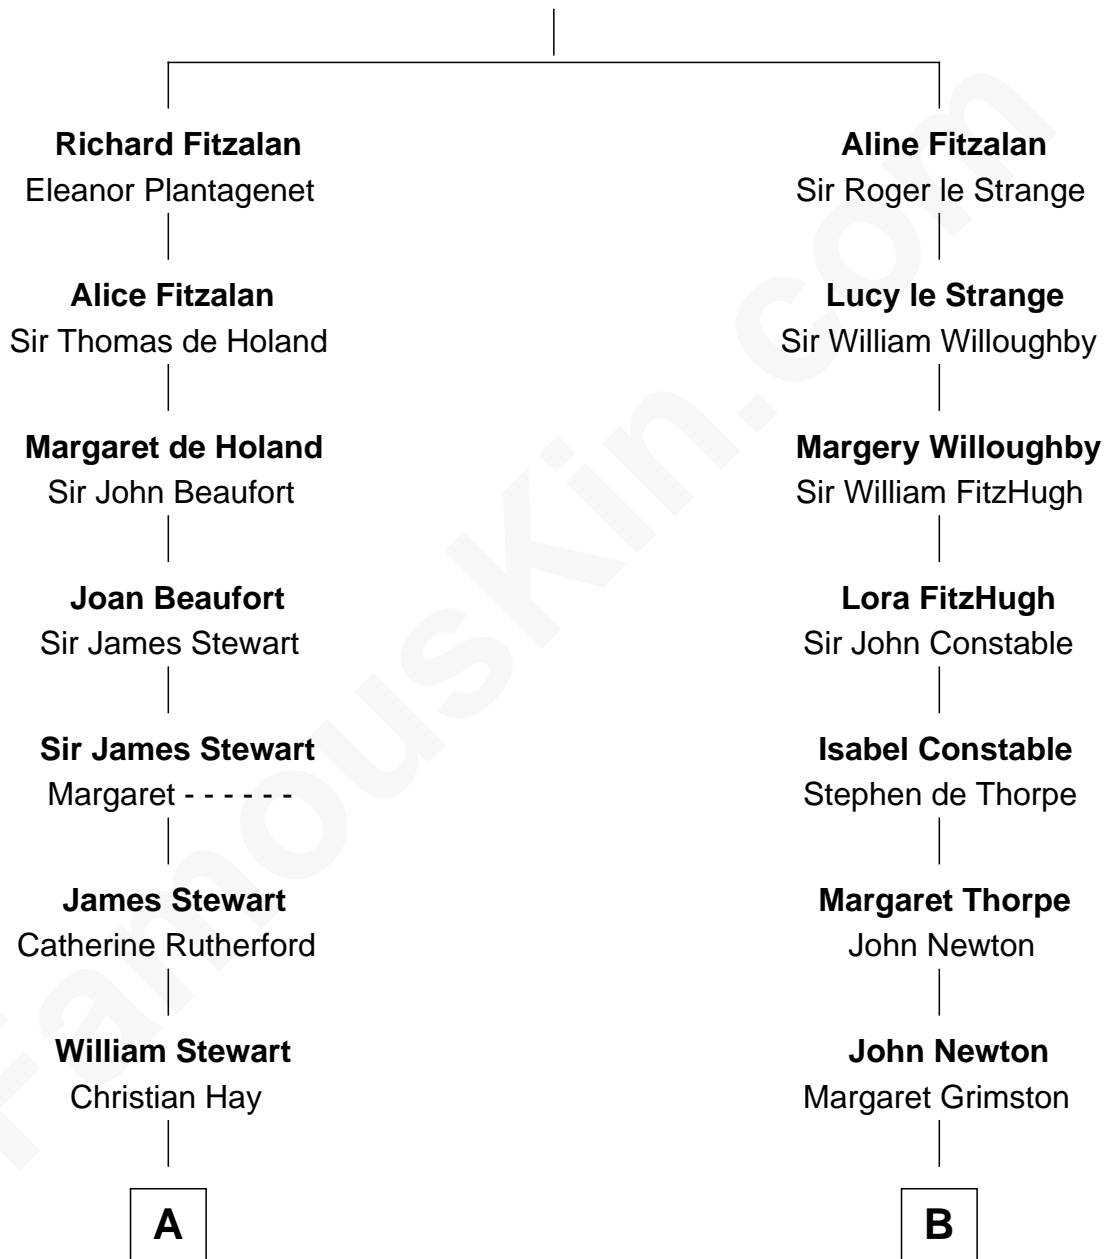 Richard Fitzalan
Eleanor Plantagenet
Alice Fitzalan
Sir Thomas de Holand
Margaret de Holand
Sir John Beaufort
Joan Beaufort
Sir James Stewart
Sir James Stewart
Margaret - - - - - -
James Stewart
Catherine Rutherford
William Stewart
Christian Hay
A
Aline Fitzalan
Sir Roger le Strange
Lucy le Strange
Sir William Willoughby
Margery Willoughby
Sir William FitzHugh
Lora FitzHugh
Sir John Constable
Isabel Constable
Stephen de Thorpe
Margaret Thorpe
John Newton
John Newton
Margaret Grimston
B
FamousKin.com